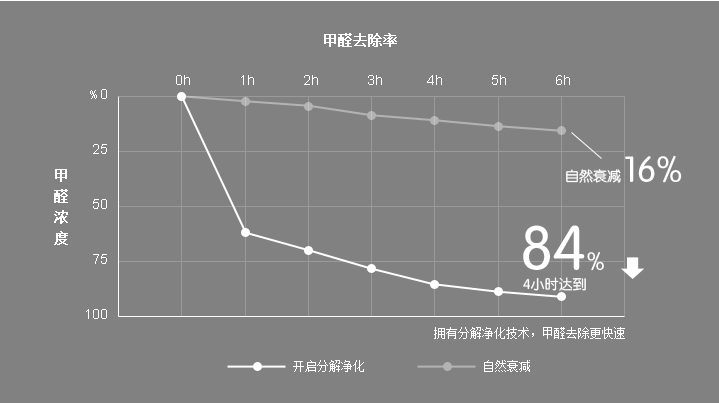 甲醛去除率
0h 1h 2h 3h 4h 5h 6h
% 0
25
50
75
100
甲醛浓度
自然衰减16%
84%
4小时达到
拥有分解净化技术，甲醛去除更快速
开启分解净化 自然衰减